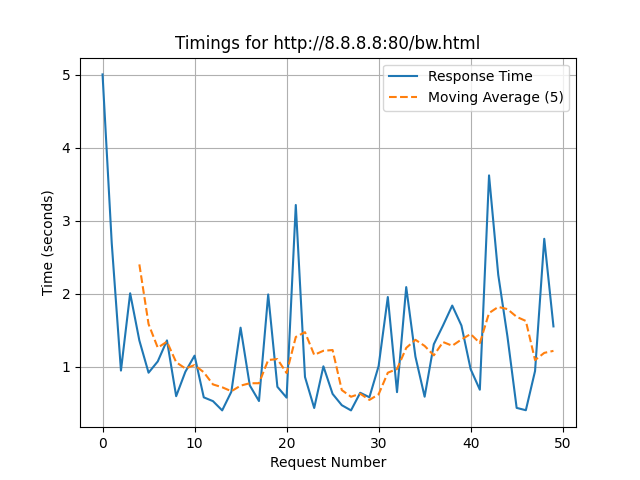 Timings for http://8.8.8.8:80/bw.html
Response Time
Moving Average (5)
Time (seconds)
5
4
3
2
1
0
10
20
30
40
50
Request Number